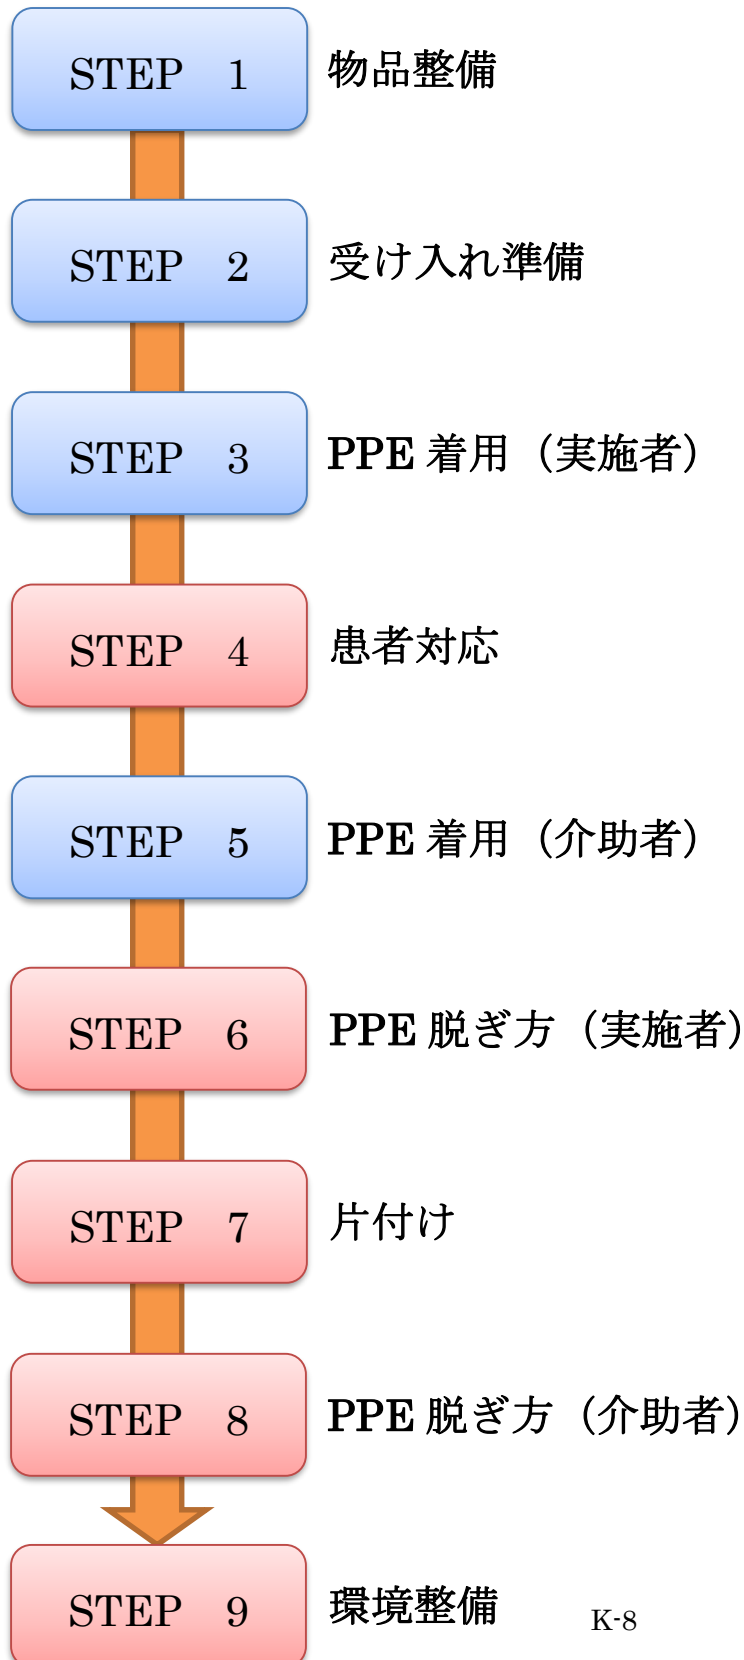 STEP 1 物品整備
STEP 2 受け入れ準備
STEP 3 PPE 着用（実施者）
STEP 4 患者対応
STEP 5 PPE 着用（介助者）
STEP 6 PPE 脱ぎ方（実施者）
STEP 7 片付け
STEP 8 PPE 脱ぎ方（介助者）
STEP 9 環境整備 K-8